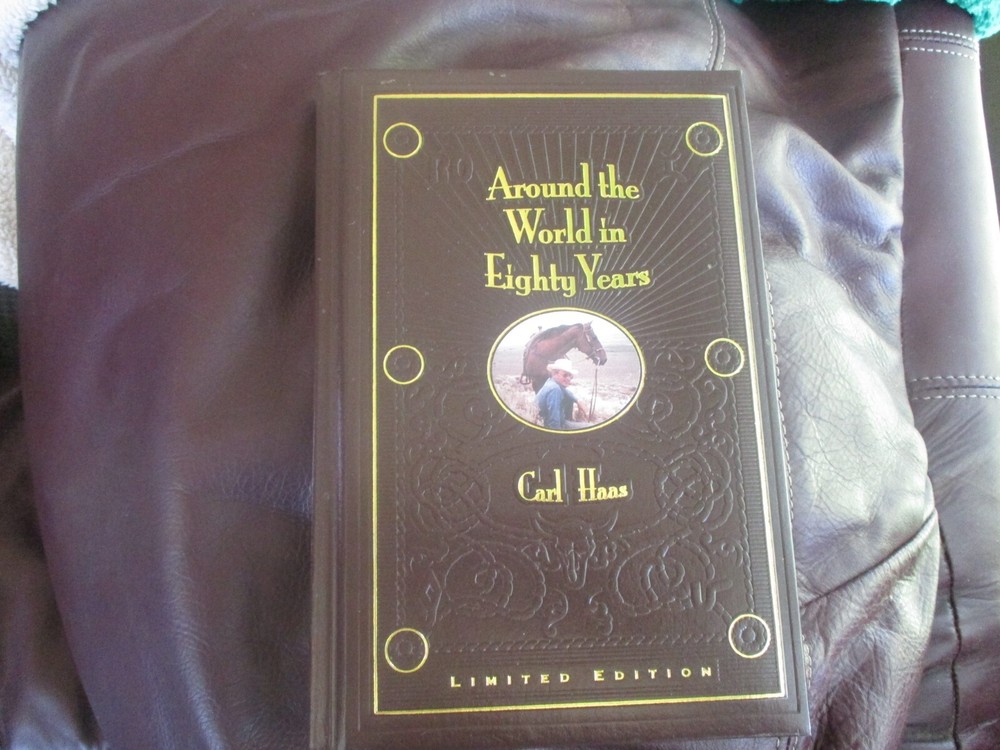 Around the
World in
Eighty Years
Carl Haas
LIMITED EDITION